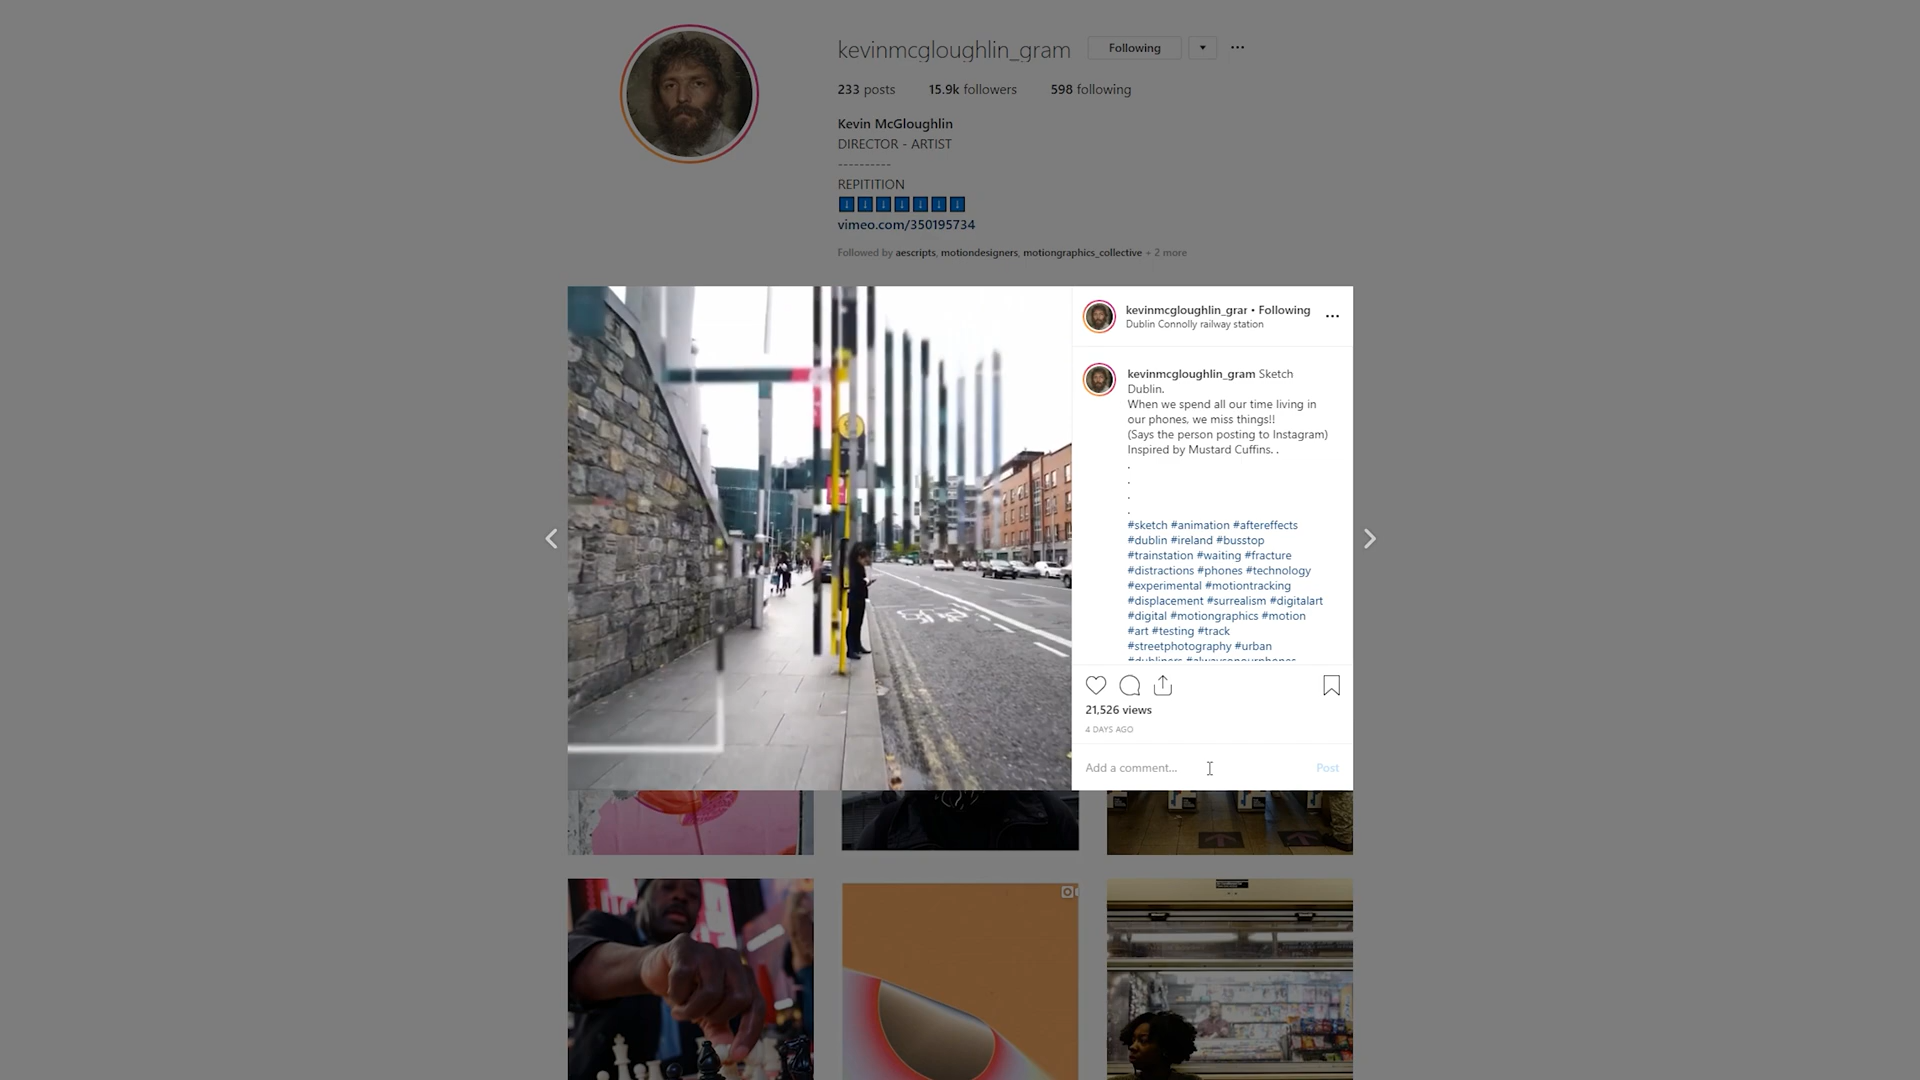 kevinmcgloughlin_gram Following
233 posts 15.9k followers 598 following
Kevin McGloughlin
DIRECTOR - ARTIST
----------
REPITITION
vimeo.com/350195734
Followed by aescripts, motiondesigners, motiongraphics_collective + 2 more
kevinmcgloughlin_grar • Following
Dublin Connolly railway station
kevinmcgloughlin_gram Sketch
Dublin.
When we spend all our time living in
our phones, we miss things!!
(Says the person posting to Instagram)
Inspired by Mustard Cuffins. .
.
.
.
.
#sketch #animation #aftereffects
#dublin #ireland #busstop
#trainstation #waiting #fracture
#distractions #phones #technology
#experimental #motiontracking
#displacement #surrealism #digitalart
#digital #motiongraphics #motion
#art #testing #track
#streetphotography #urban
#dubliners #alwaysonourphones
21,526 views
4 DAYS AGO
Add a comment... Post